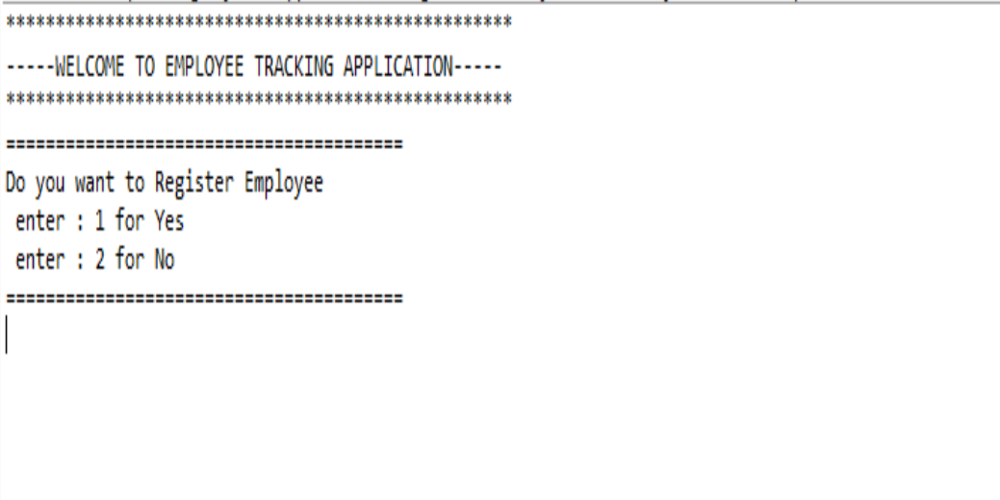 ***************************************************
-----WELCOME TO EMPLOYEE TRACKING APPLICATION-----
***************************************************
========================================
Do you want to Register Employee
 enter : 1 for Yes
 enter : 2 for No
========================================